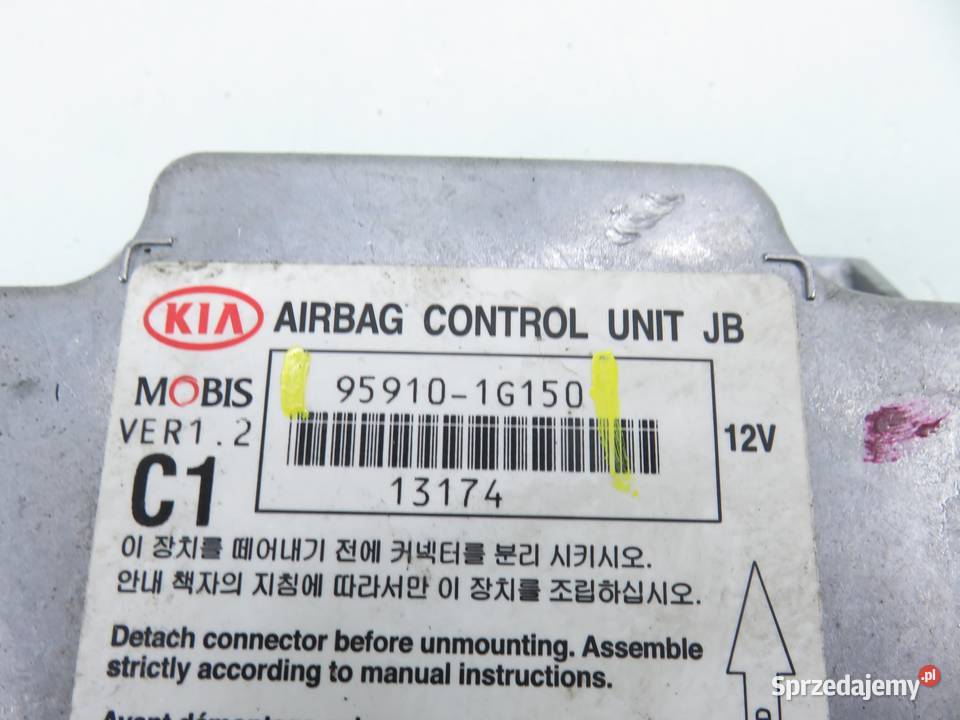 KIA AIRBAG CONTROL UNIT JB
MOBIS 95910-1G150
VER1.2
12V
C1
13174
이 장치를 떼어내기 전에 커넥터를 분리 시키시오.
안내 책자의 지침에 따라서만 이 장치를 조립하십시오.
Detach connector before unmounting. Assemble
strictly according to manual instructions.
Sprzedajemy.pl